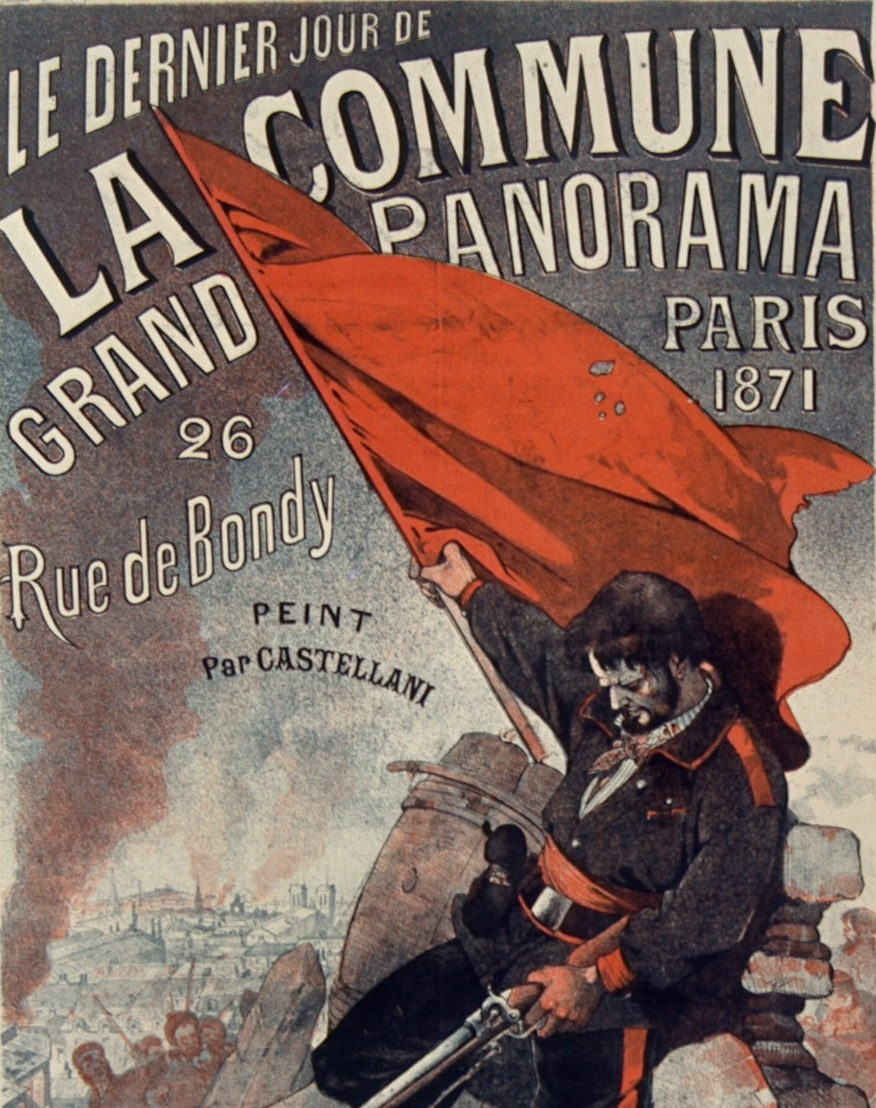 LE DERNIER JOUR DE
LA COMMUNE
GRAND PANORAMA
PARIS
1871
26
Rue de Bondy
PEINT
Par CASTELLANI